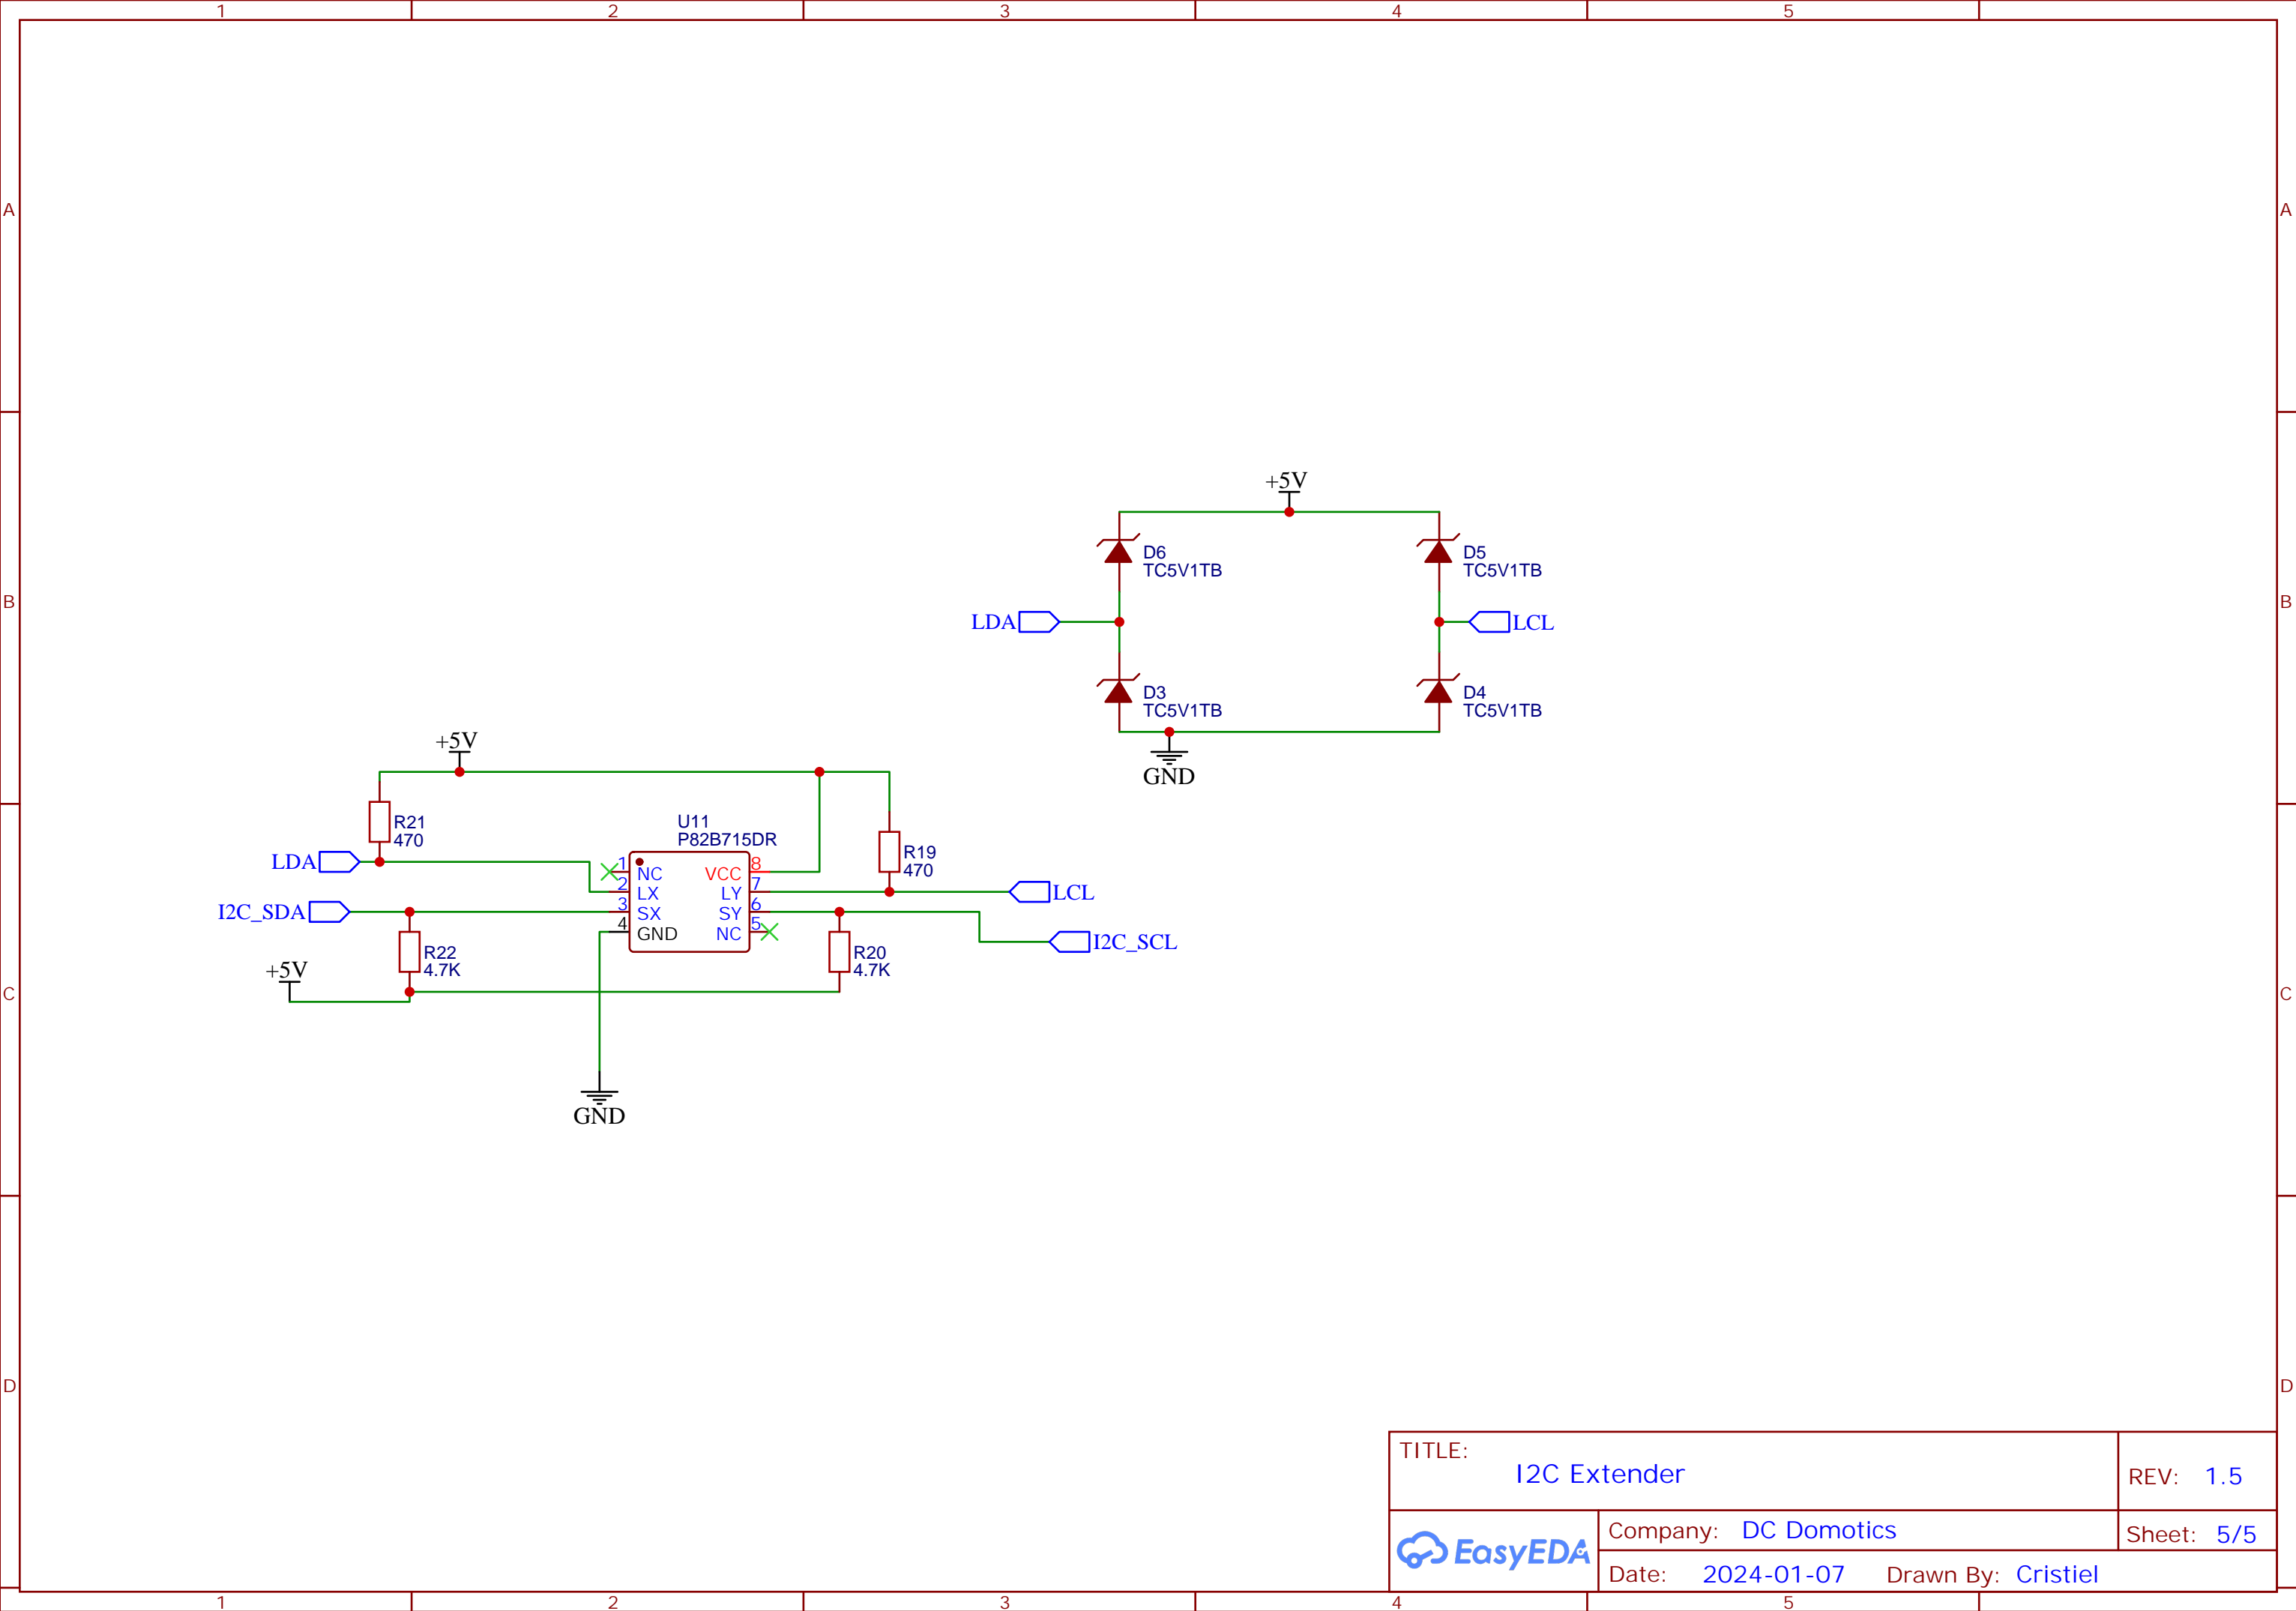 1 2 3 4 5
A A
+5V
D6
TC5V1TB
D5
TC5V1TB
B B
LDA
LCL
D3
TC5V1TB
D4
TC5V1TB
GND
+5V
R21
470
U11
P82B715DR
R19
470
LDA
1 NC VCC 8
2 LX LY 7
LCL
I2C_SDA
3 SX SY 6
4 GND NC 5
I2C_SCL
R22
4.7K
R20
4.7K
+5V
C C
GND
D D
TITLE:
I2C Extender
REV: 1.5
EasyEDA
Company: DC Domotics
Sheet: 5/5
Date: 2024-01-07 Drawn By: Cristiel
1 2 3 4 5